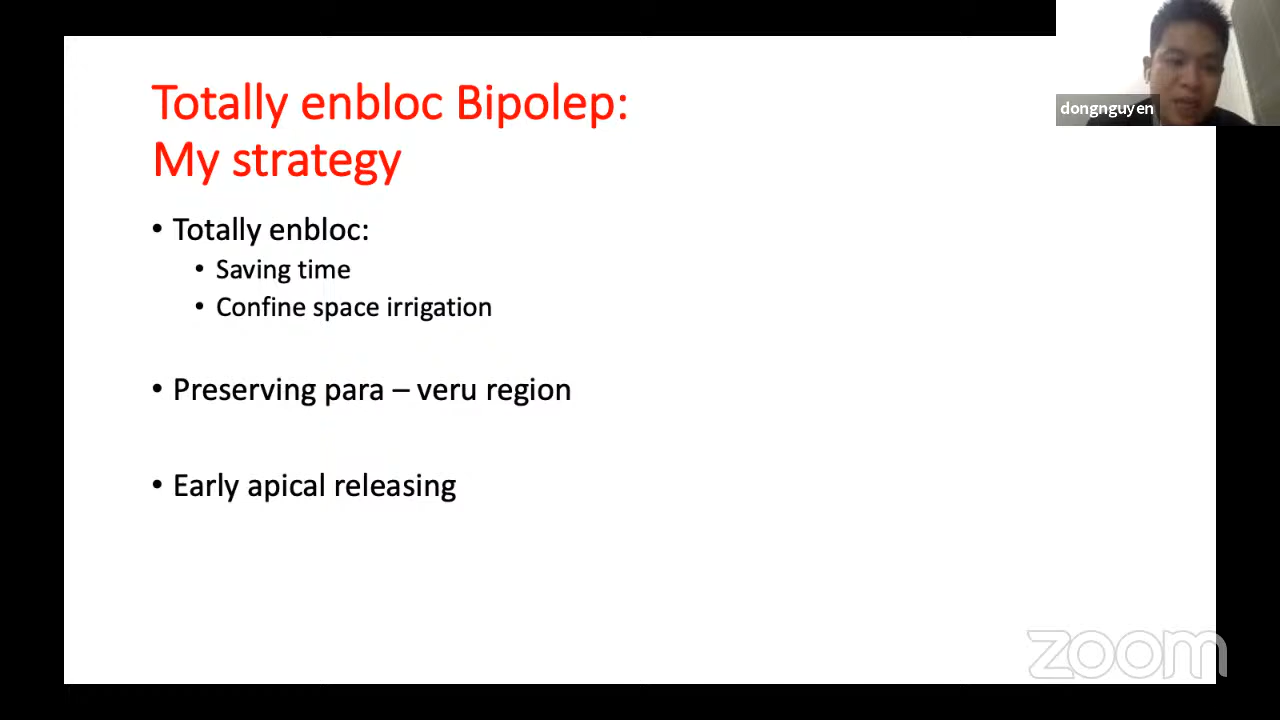 Totally enbloc Bipolep:
My strategy
• Totally enbloc:
• Saving time
• Confine space irrigation
• Preserving para – veru region
• Early apical releasing
dongnguyen
zoom